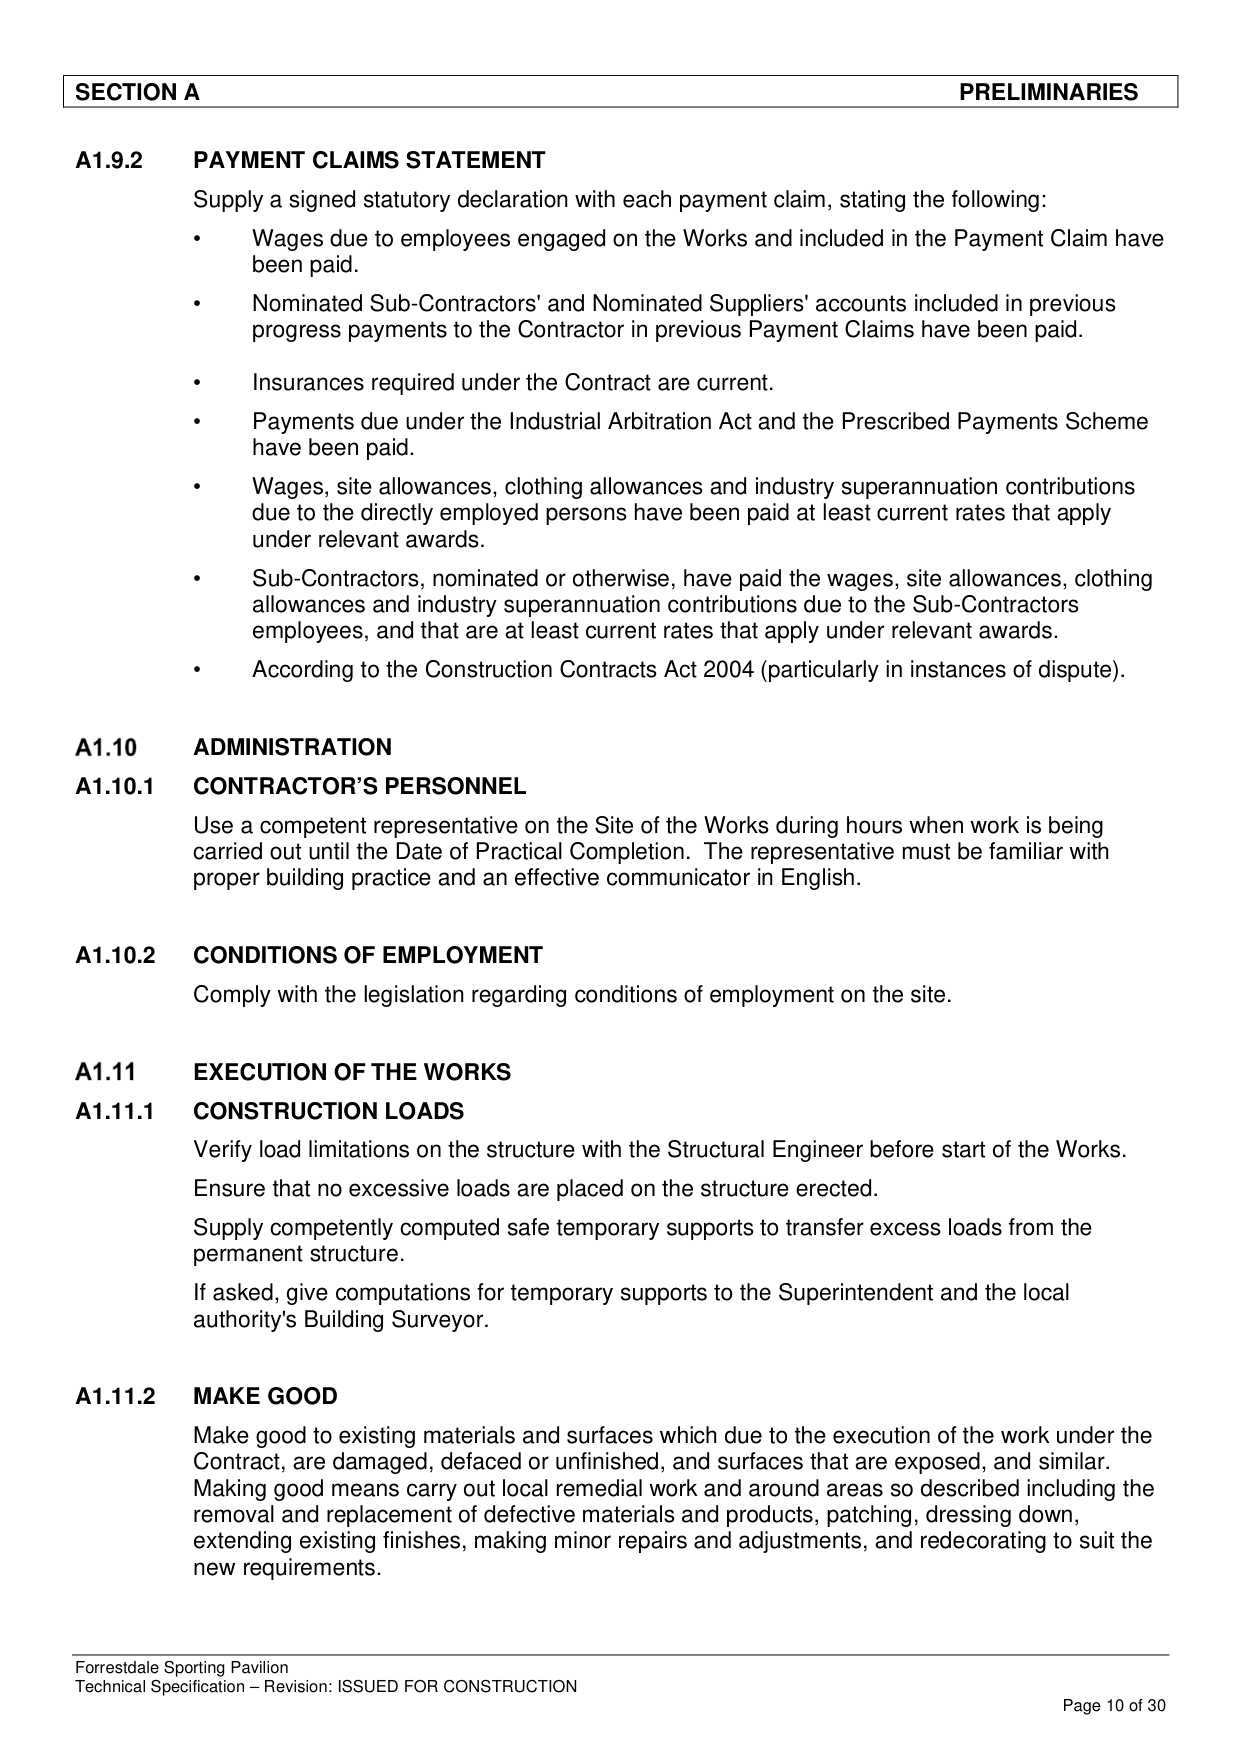 SECTION A PRELIMINARIES
A1.9.2 PAYMENT CLAIMS STATEMENT
Supply a signed statutory declaration with each payment claim, stating the following:
• Wages due to employees engaged on the Works and included in the Payment Claim have
been paid.
• Nominated Sub-Contractors' and Nominated Suppliers' accounts included in previous
progress payments to the Contractor in previous Payment Claims have been paid.
• Insurances required under the Contract are current.
• Payments due under the Industrial Arbitration Act and the Prescribed Payments Scheme
have been paid.
• Wages, site allowances, clothing allowances and industry superannuation contributions
due to the directly employed persons have been paid at least current rates that apply
under relevant awards.
• Sub-Contractors, nominated or otherwise, have paid the wages, site allowances, clothing
allowances and industry superannuation contributions due to the Sub-Contractors
employees, and that are at least current rates that apply under relevant awards.
• According to the Construction Contracts Act 2004 (particularly in instances of dispute).
A1.10 ADMINISTRATION
A1.10.1 CONTRACTOR’S PERSONNEL
Use a competent representative on the Site of the Works during hours when work is being
carried out until the Date of Practical Completion. The representative must be familiar with
proper building practice and an effective communicator in English.
A1.10.2 CONDITIONS OF EMPLOYMENT
Comply with the legislation regarding conditions of employment on the site.
A1.11 EXECUTION OF THE WORKS
A1.11.1 CONSTRUCTION LOADS
Verify load limitations on the structure with the Structural Engineer before start of the Works.
Ensure that no excessive loads are placed on the structure erected.
Supply competently computed safe temporary supports to transfer excess loads from the
permanent structure.
If asked, give computations for temporary supports to the Superintendent and the local
authority's Building Surveyor.
A1.11.2 MAKE GOOD
Make good to existing materials and surfaces which due to the execution of the work under the
Contract, are damaged, defaced or unfinished, and surfaces that are exposed, and similar.
Making good means carry out local remedial work and around areas so described including the
removal and replacement of defective materials and products, patching, dressing down,
extending existing finishes, making minor repairs and adjustments, and redecorating to suit the
new requirements.
Forrestdale Sporting Pavilion
Technical Specification – Revision: ISSUED FOR CONSTRUCTION
Page 10 of 30